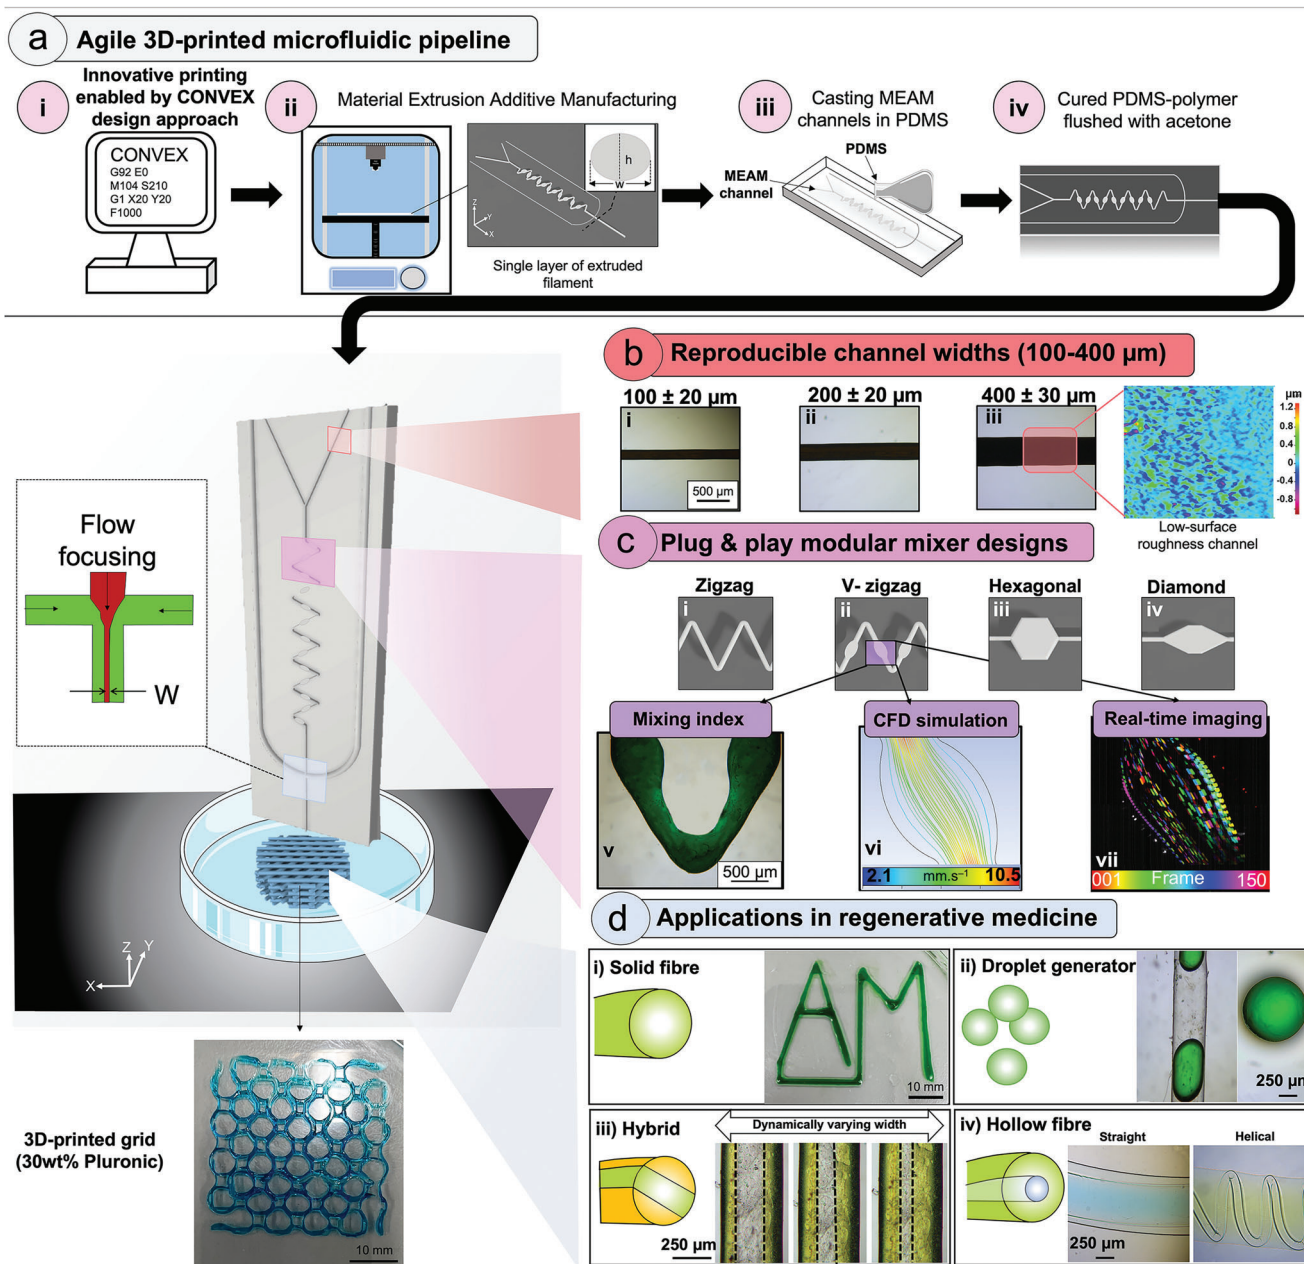 a Agile 3D-printed microfluidic pipeline
i
Innovative printing
enabled by CONVEX
design approach
CONVEX
G92 E0
M104 S210
G1 X20 Y20
F1000
ii
Material Extrusion Additive Manufacturing
h
w
Z
Y
X
Single layer of extruded
filament
iii
Casting MEAM
channels in PDMS
PDMS
MEAM
channel
iv
Cured PDMS-polymer
flushed with acetone
Flow
focusing
W
Z
Y
X
3D-printed grid
(30wt% Pluronic)
10 mm
b Reproducible channel widths (100-400 µm)
100 ± 20 µm
200 ± 20 µm
400 ± 30 µm
i
ii
iii
500 µm
µm
1.2
0.8
0.4
0
-0.4
-0.8
Low-surface
roughness channel
c Plug & play modular mixer designs
Zigzag
V- zigzag
Hexagonal
Diamond
i
ii
iii
iv
Mixing index
CFD simulation
Real-time imaging
v
500 µm
vi
2.1 mm.s⁻¹ 10.5
vii
001 Frame 150
d Applications in regenerative medicine
i) Solid fibre
AM
10 mm
ii) Droplet generator
250 µm
iii) Hybrid
Dynamically varying width
250 µm
iv) Hollow fibre
Straight
Helical
250 µm